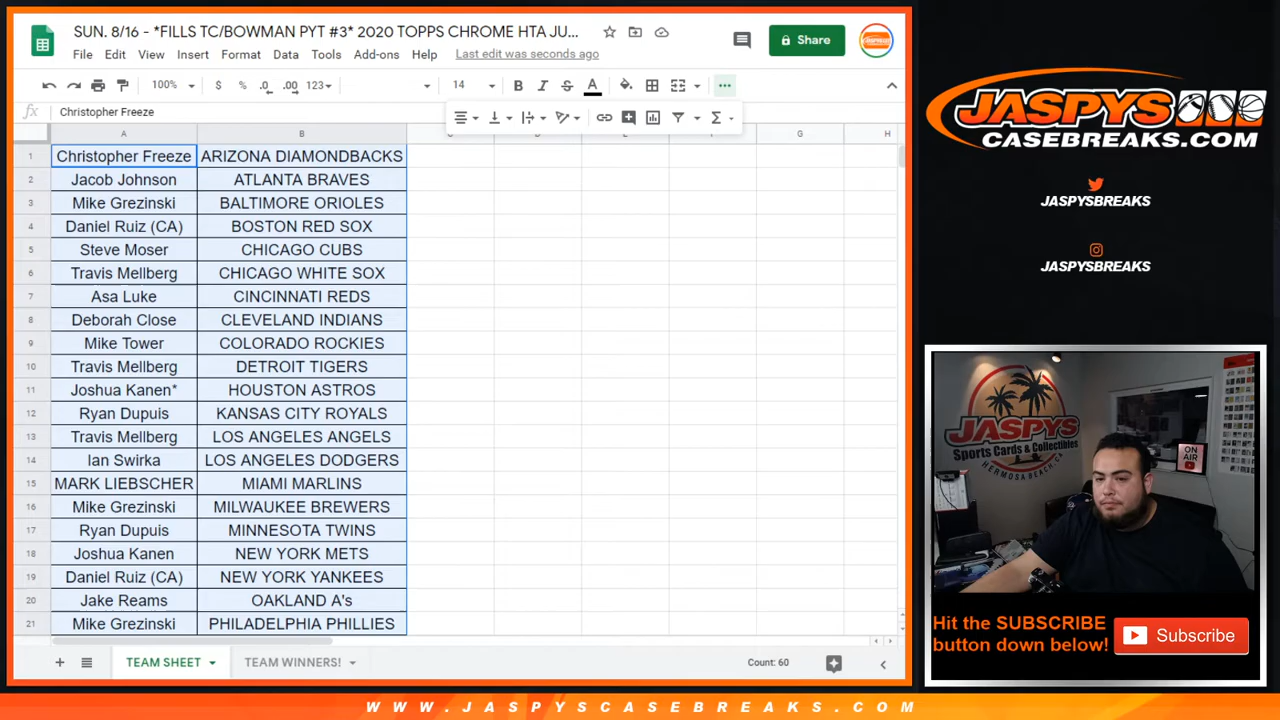 SUN. 8/16 - *FILLS TC/BOWMAN PYT #3* 2020 TOPPS CHROME HTA JU...
File Edit View Insert Format Data Tools Add-ons Help Last edit was seconds ago
Share
100% $ % .0 .00 123 14 B I S A
fx Christopher Freeze
A B G H
1 Christopher Freeze ARIZONA DIAMONDBACKS
2 Jacob Johnson ATLANTA BRAVES
3 Mike Grezinski BALTIMORE ORIOLES
4 Daniel Ruiz (CA) BOSTON RED SOX
5 Steve Moser CHICAGO CUBS
6 Travis Mellberg CHICAGO WHITE SOX
7 Asa Luke CINCINNATI REDS
8 Deborah Close CLEVELAND INDIANS
9 Mike Tower COLORADO ROCKIES
10 Travis Mellberg DETROIT TIGERS
11 Joshua Kanen* HOUSTON ASTROS
12 Ryan Dupuis KANSAS CITY ROYALS
13 Travis Mellberg LOS ANGELES ANGELS
14 Ian Swirka LOS ANGELES DODGERS
15 MARK LIEBSCHER MIAMI MARLINS
16 Mike Grezinski MILWAUKEE BREWERS
17 Ryan Dupuis MINNESOTA TWINS
18 Joshua Kanen NEW YORK METS
19 Daniel Ruiz (CA) NEW YORK YANKEES
20 Jake Reams OAKLAND A's
21 Mike Grezinski PHILADELPHIA PHILLIES
TEAM SHEET TEAM WINNERS! Count: 60
JASPYS
CASEBREAKS.COM
JASPYSBREAKS
JASPYSBREAKS
JASPYS
Sports Cards & Collectibles
HERMOSA BEACH, CA
ON
AIR
Hit the SUBSCRIBE
button down below!
Subscribe
WWW.JASPYSCASEBREAKS.COM